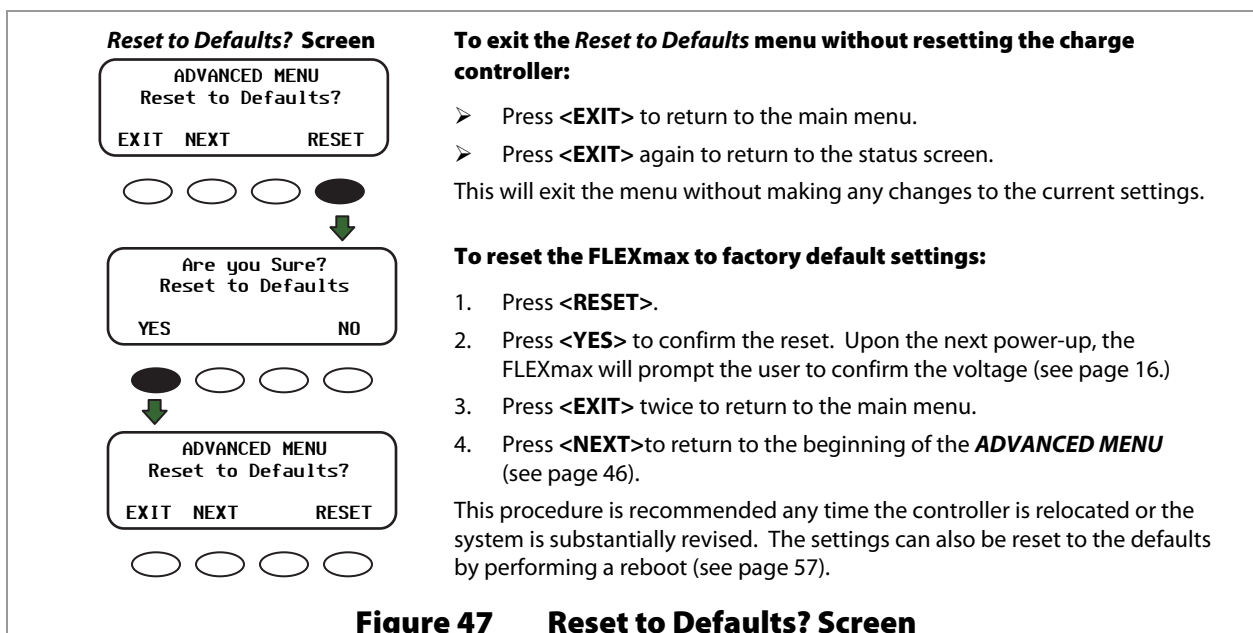 Reset to Defaults? Screen
ADVANCED MENU
Reset to Defaults?
EXIT NEXT RESET
Are you Sure?
Reset to Defaults
YES NO
ADVANCED MENU
Reset to Defaults?
EXIT NEXT RESET
To exit the Reset to Defaults menu without resetting the charge
controller:
➢ Press <EXIT> to return to the main menu.
➢ Press <EXIT> again to return to the status screen.
This will exit the menu without making any changes to the current settings.
To reset the FLEXmax to factory default settings:
1. Press <RESET>.
2. Press <YES> to confirm the reset. Upon the next power-up, the
FLEXmax will prompt the user to confirm the voltage (see page 16.)
3. Press <EXIT> twice to return to the main menu.
4. Press <NEXT>to return to the beginning of the ADVANCED MENU
(see page 46).
This procedure is recommended any time the controller is relocated or the
system is substantially revised. The settings can also be reset to the defaults
by performing a reboot (see page 57).
Figure 47 Reset to Defaults? Screen